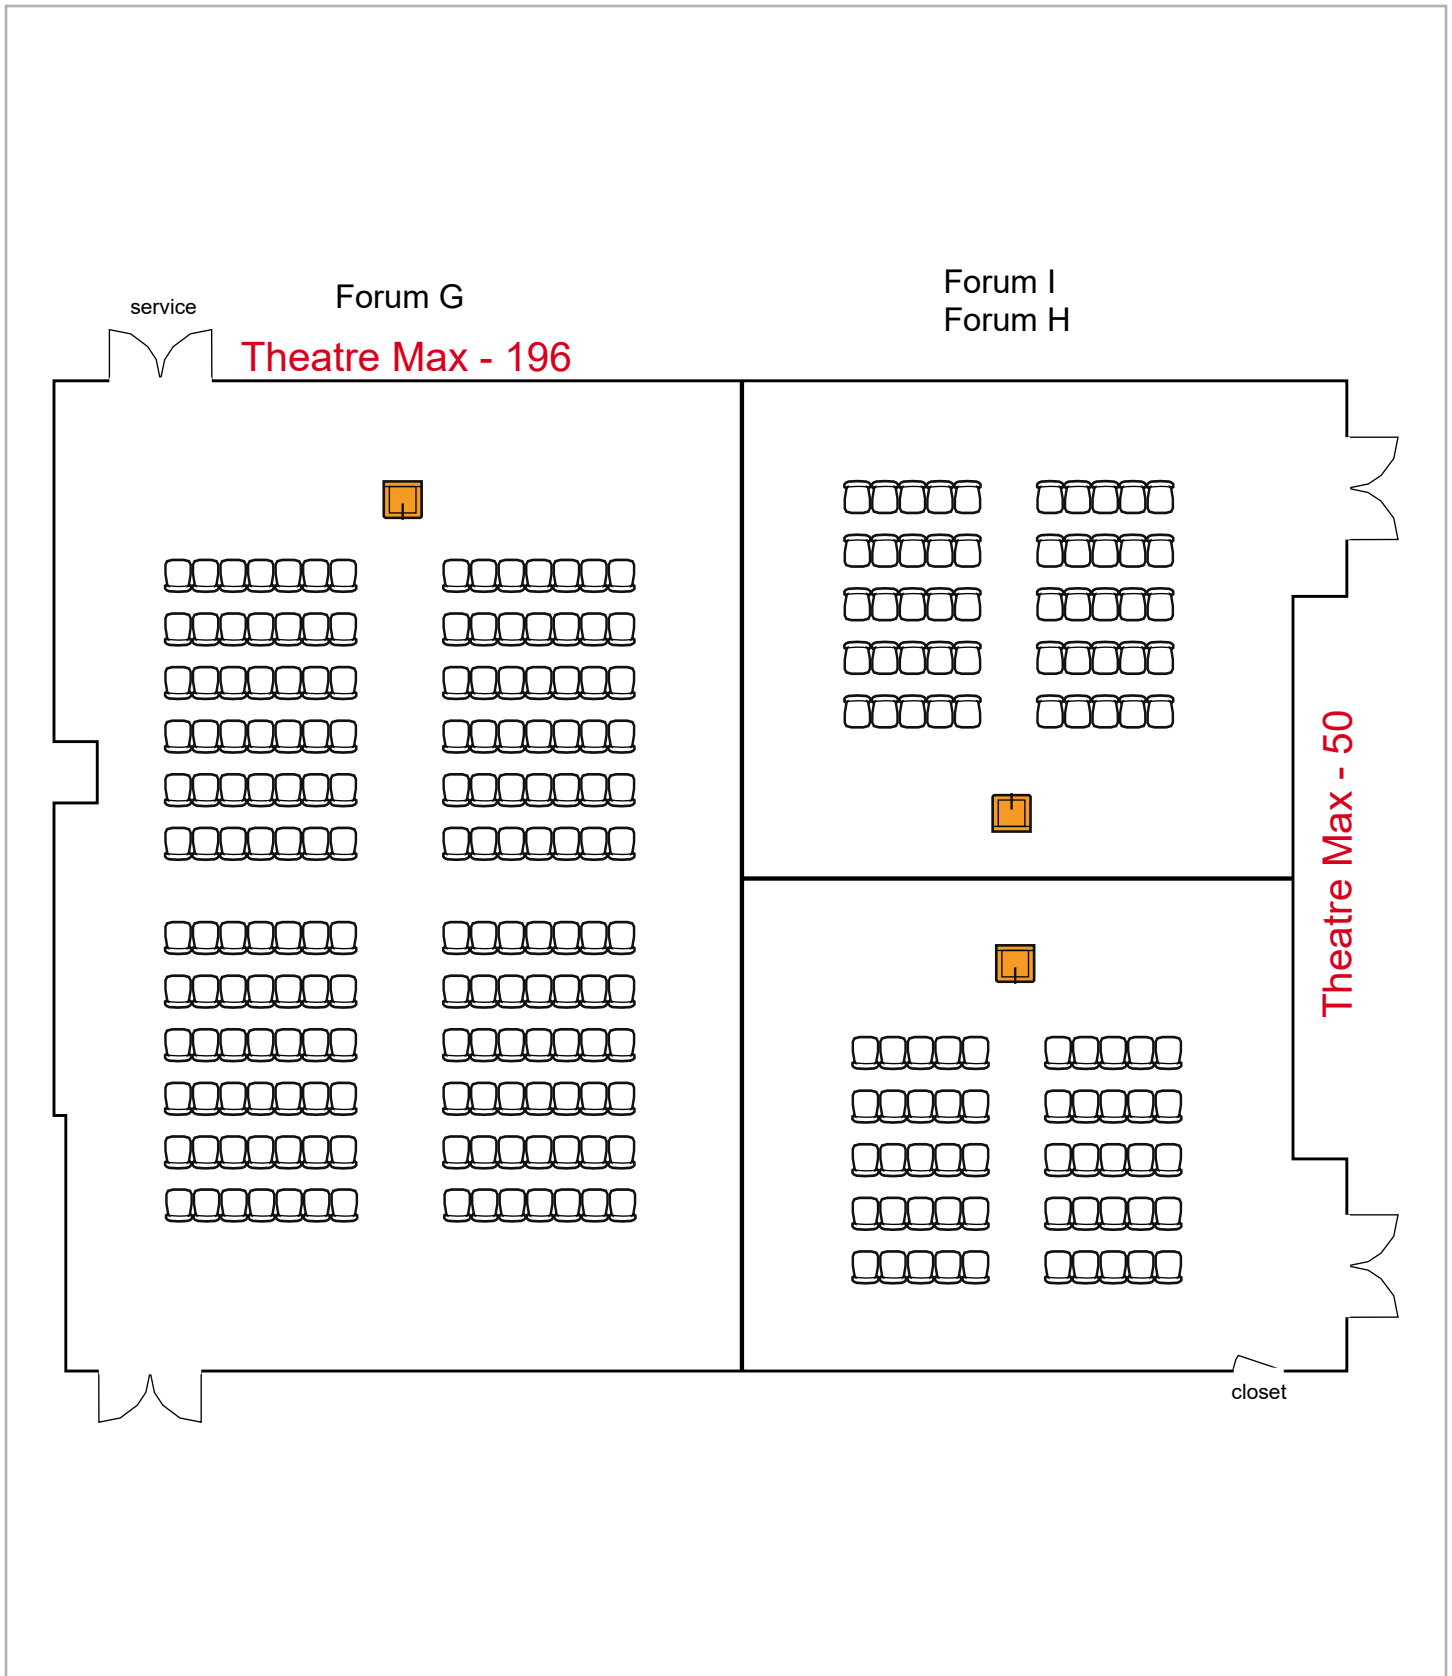 Forum I
Forum H
Forum G
service
Theatre Max - 196
Theatre Max - 50
closet